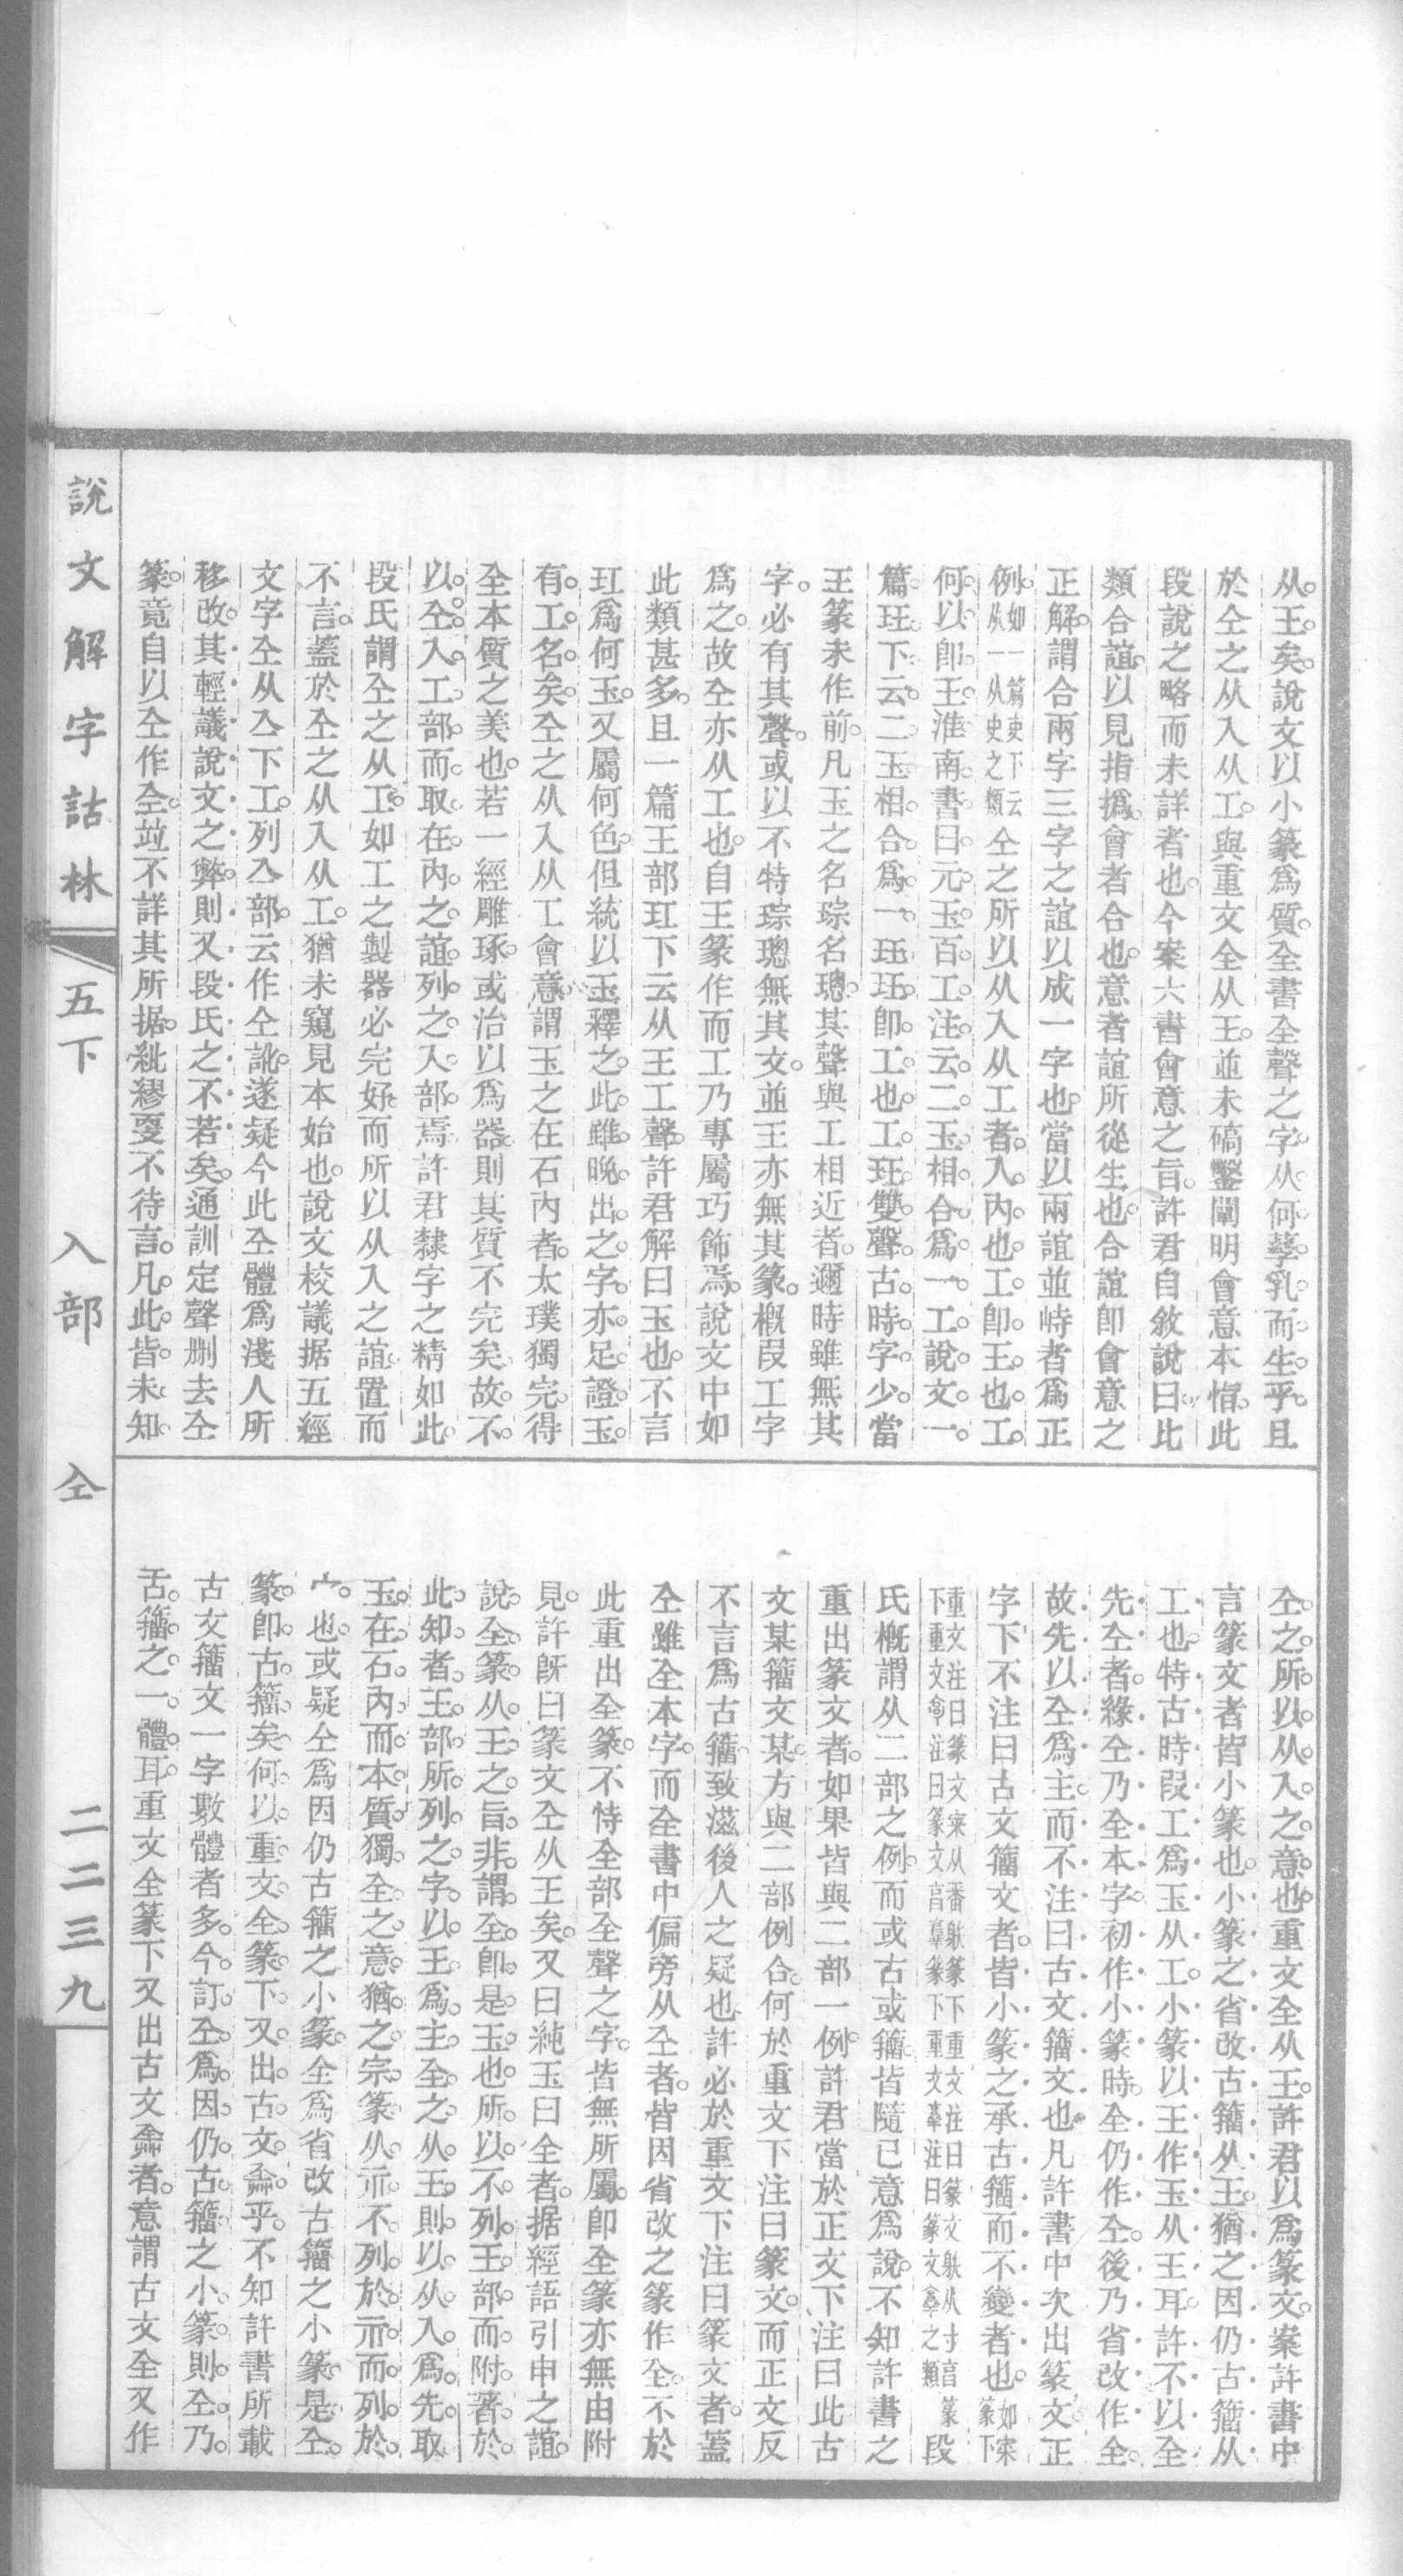 从王矣說文以小篆爲質全書全聲之字从何孳乳而生乎且
於仝之从入从工與重文全从王並未碻鑿闡明會意本恉此
段說之略而未詳者也今案六書會意之旨許君自敘說曰比
類合誼以見指撝會者合也意者誼所從生也合誼卽會意之
正解謂合兩字三字之誼以成一字也當以兩誼並峙者爲正
例如一篇吏下云从一从史之類仝之所以从入从工者入內也工卽王也工
何以卽王淮南書曰元玉百工注云二玉相合爲一工說文一
篇玨下云二玉相合爲一玨玨卽工也工玨雙聲古時字少當
王篆未作前凡玉之名琮名璁其聲與工相近者邇時雖無其
字必有其聲或以不特琮璁無其文並王亦無其篆槪叚工字
爲之故仝亦从工也自王篆作而工乃專屬巧飾焉說文中如
此類甚多且一篇王部玒下云从王工聲許君解曰玉也不言
玒爲何玉又屬何色但統以玉釋之此雖晚出之字亦足證玉
有工名矣仝之从入从工會意謂玉之在石內者太璞獨完得
全本質之美也若一經雕琢或治以爲器則其質不完矣故不
以仝入工部而取在內之誼列之入部焉許君隸字之精如此
段氏謂仝之从工如工之製器必完好而所以从入之誼置而
不言蓋於仝之从入从工猶未窺見本始也說文校議据五經
文字仝从亼下工列亼部云作仝訛遂疑今此仝體爲淺人所
移改其輕議說文之弊則又段氏之不若矣通訓定聲刪去仝
篆竟自以仝作仝竝不詳其所据紕繆更不待言凡此皆未知
仝之所以从入之意也重文全从王許君以爲篆文案許書中
言篆文者皆小篆也小篆之省改古籀从王猶之因仍古籀从
工也特古時叚工爲玉从工小篆以王作玉从王耳許不以全
先仝者緣仝乃全本字初作小篆時全仍作仝後乃省改作全
故先以仝爲主而不注曰古文籀文也凡許書中次出篆文正
字下不注曰古文籀文者皆小篆之承古籀而不變者也如宷篆下
重文注曰篆文宷从番躲篆下重文注曰篆文躲从寸𩫖篆下重文𩫖注曰篆文𩫖之類段
氏槪謂从二部之例而或古或籀皆隨已意爲說不知許書之
重出篆文者如果皆與二部一例許君當於正文下注曰此古
文某籀文某方與二部例合何於重文下注曰篆文而正文反
不言爲古籀致滋後人之疑也許必於重文下注曰篆文者蓋
仝雖全本字而全書中偏旁从仝者皆因省改之篆作全不於
此重出全篆不恃全部全聲之字皆無所屬卽全篆亦無由附
見許旣曰篆文仝从王矣又曰純玉曰全者据經語引申之誼
說全篆从王之旨非謂全卽是玉也所以不列王部而附著於
此知者王部所列之字以王爲主全之从王則以从入爲先取
玉在石內而本質獨全之意猶之宗篆从示不列於示而列於
宀也或疑仝爲因仍古籀之小篆全爲省改古籀之小篆是仝
篆卽古籀矣何以重文全篆下又出古文𠓴乎不知許書所載
古文籀文一字數體者多今訂仝爲因仍古籀之小篆則仝乃
古籀之一體耳重文全篆下又出古文𠓴者意謂古文全又作
說文解字詁林 五下 入部 仝 二二三九